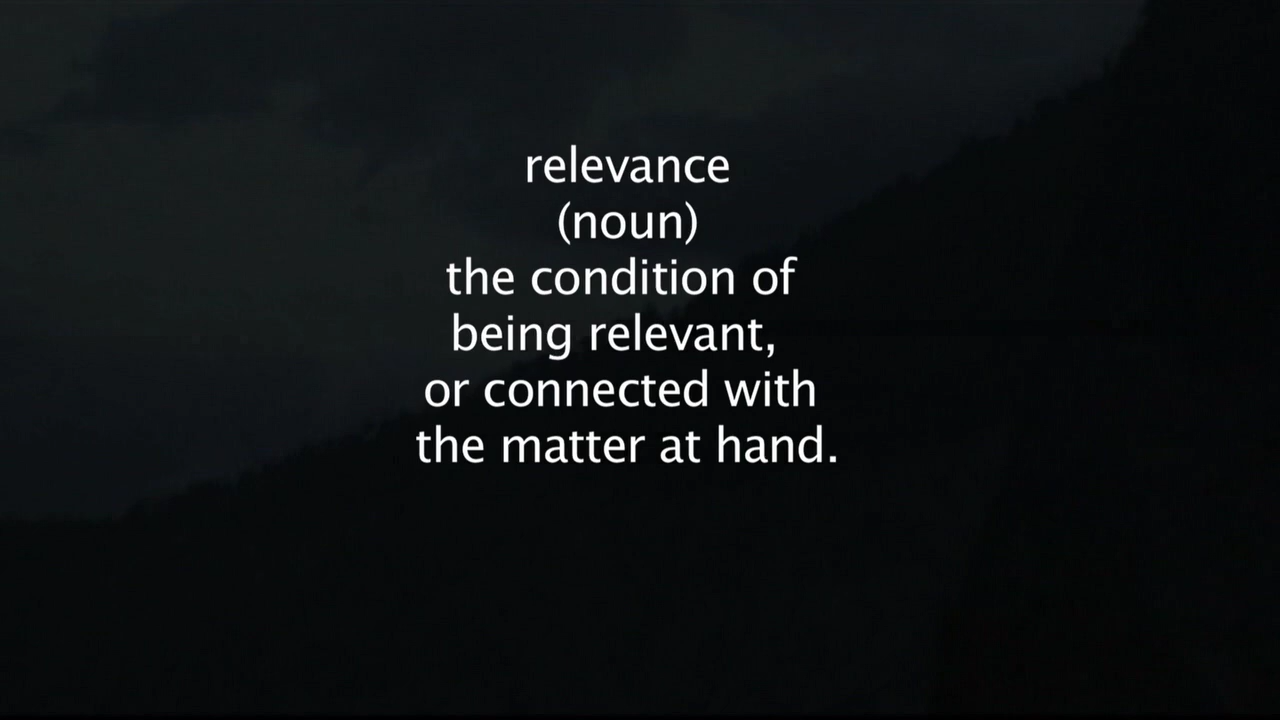 relevance
(noun)
the condition of
being relevant,
or connected with
the matter at hand.